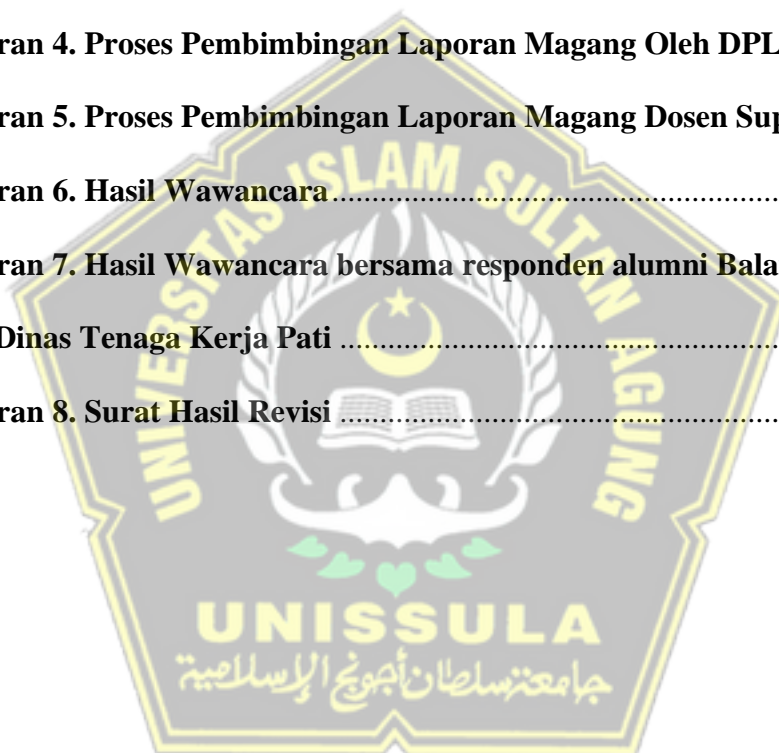 ran 4. Proses Pembimbingan Laporan Magang Oleh DPL
ran 5. Proses Pembimbingan Laporan Magang Dosen Sup
ran 6. Hasil Wawancara ........................................................
ran 7. Hasil Wawancara bersama responden alumni Bala
Dinas Tenaga Kerja Pati .......................................................
ran 8. Surat Hasil Revisi .......................................................
UNIVERSITAS ISLAM SULTAN AGUNG
UNISSULA
جامعتنسلطان أجونج الإسلامية